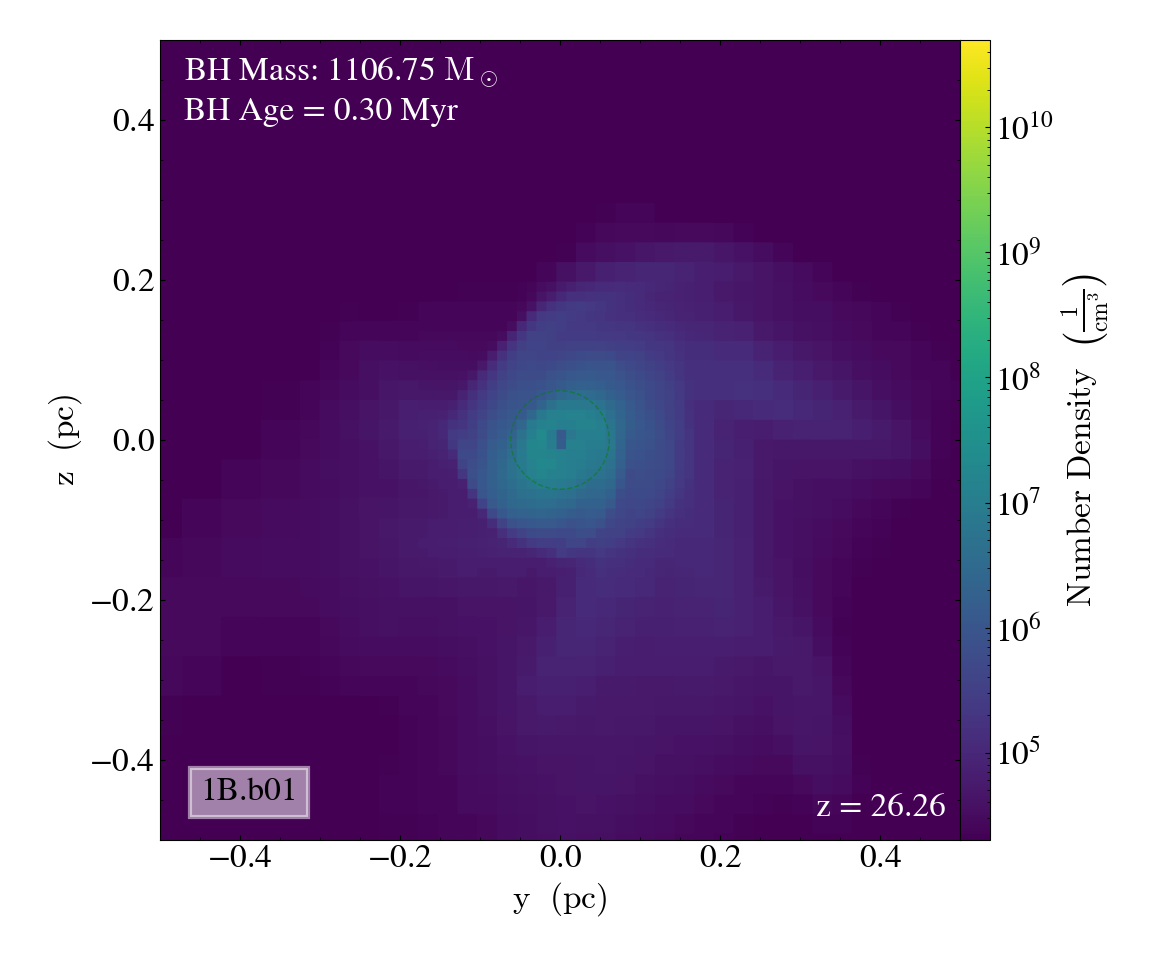 BH Mass: 1106.75 M⊙
BH Age = 0.30 Myr
0.4
0.2
0.0
−0.2
−0.4
z (pc)
1B.b01
z = 26.26
−0.4 −0.2 0.0 0.2 0.4
y (pc)
10^10
10^9
10^8
10^7
10^6
10^5
Number Density (1/cm^3)